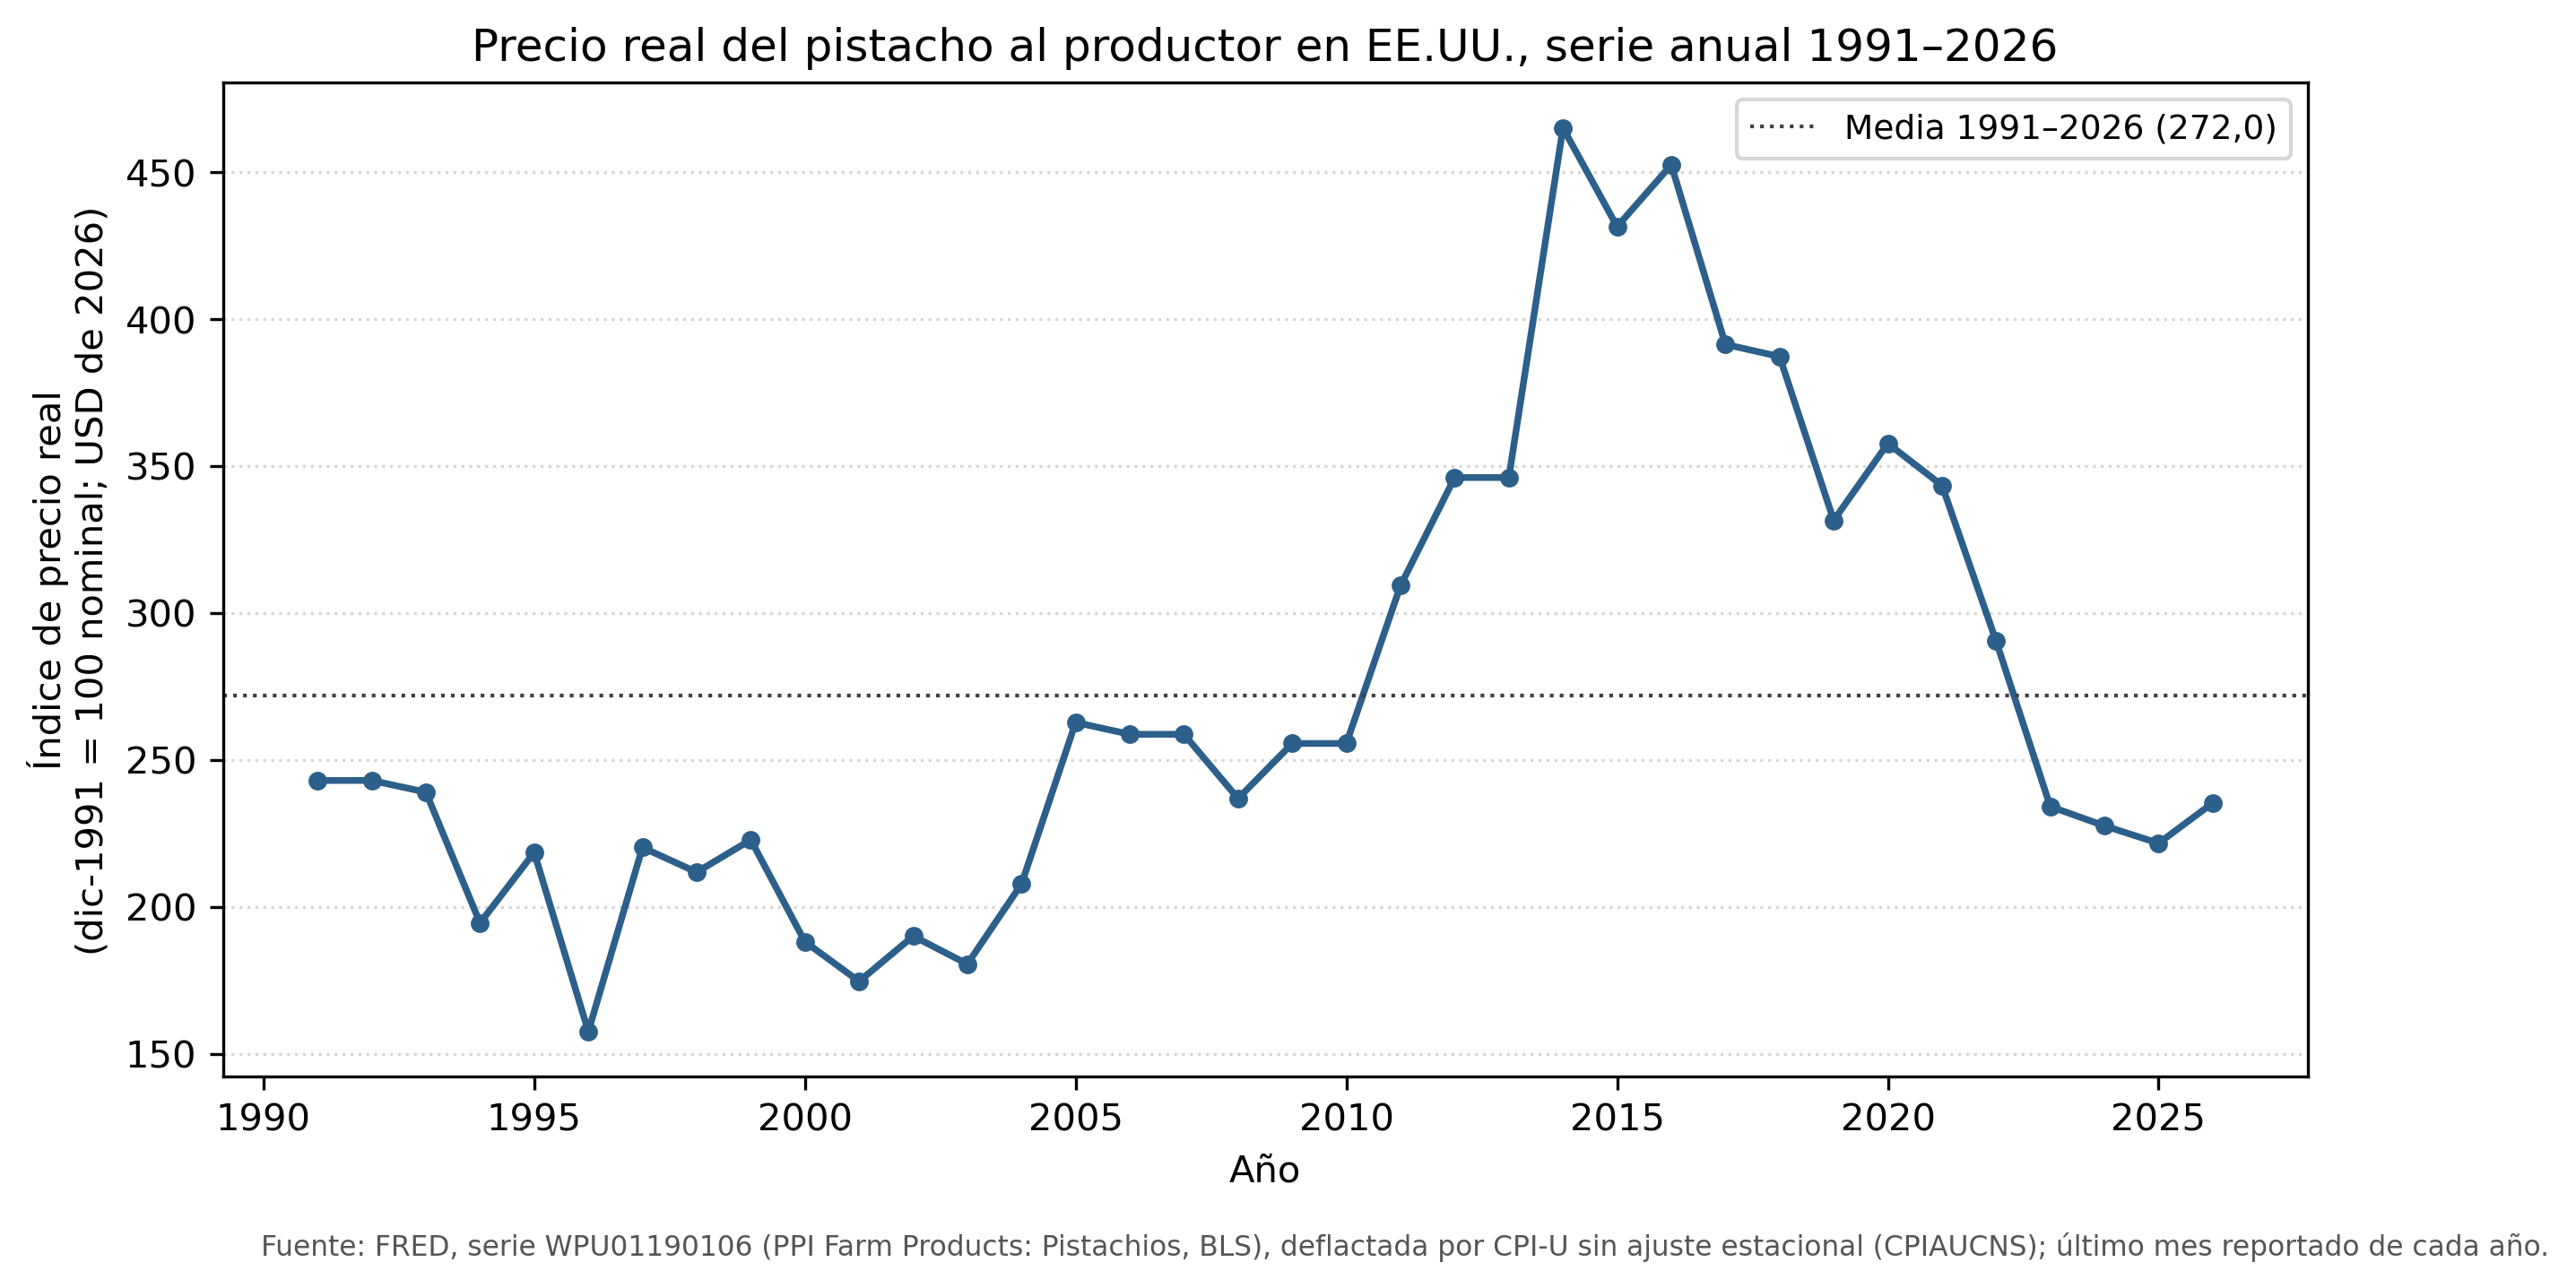 Precio real del pistacho al productor en EE.UU., serie anual 1991–2026
Media 1991–2026 (272,0)
Índice de precio real
(dic-1991 = 100 nominal; USD de 2026)
450
400
350
300
250
200
150
1990
1995
2000
2005
2010
2015
2020
2025
Año
Fuente: FRED, serie WPU01190106 (PPI Farm Products: Pistachios, BLS), deflactada por CPI-U sin ajuste estacional (CPIAUCNS); último mes reportado de cada año.